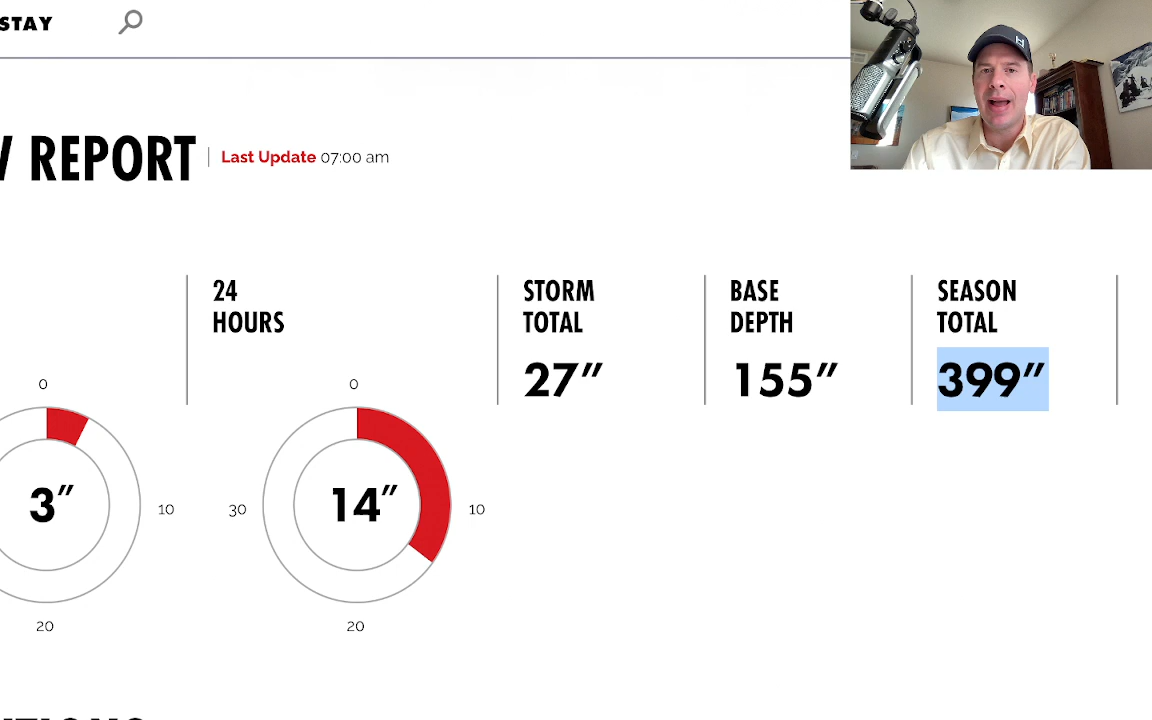 STAY
REPORT
Last Update 07:00 am
24
HOURS
STORM
TOTAL
27”
BASE
DEPTH
155”
SEASON
TOTAL
399”
0
3”
10
20
0
30
14”
10
20